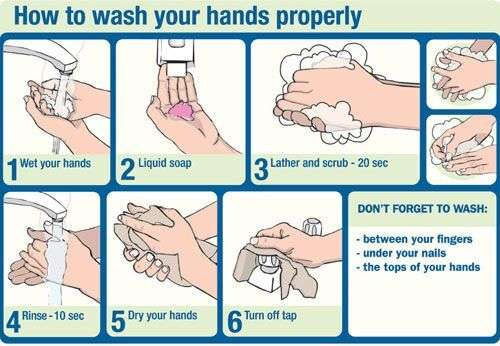 How to wash your hands properly
1 Wet your hands
2 Liquid soap
3 Lather and scrub - 20 sec
4 Rinse - 10 sec
5 Dry your hands
6 Turn off tap
DON'T FORGET TO WASH:
- between your fingers
- under your nails
- the tops of your hands